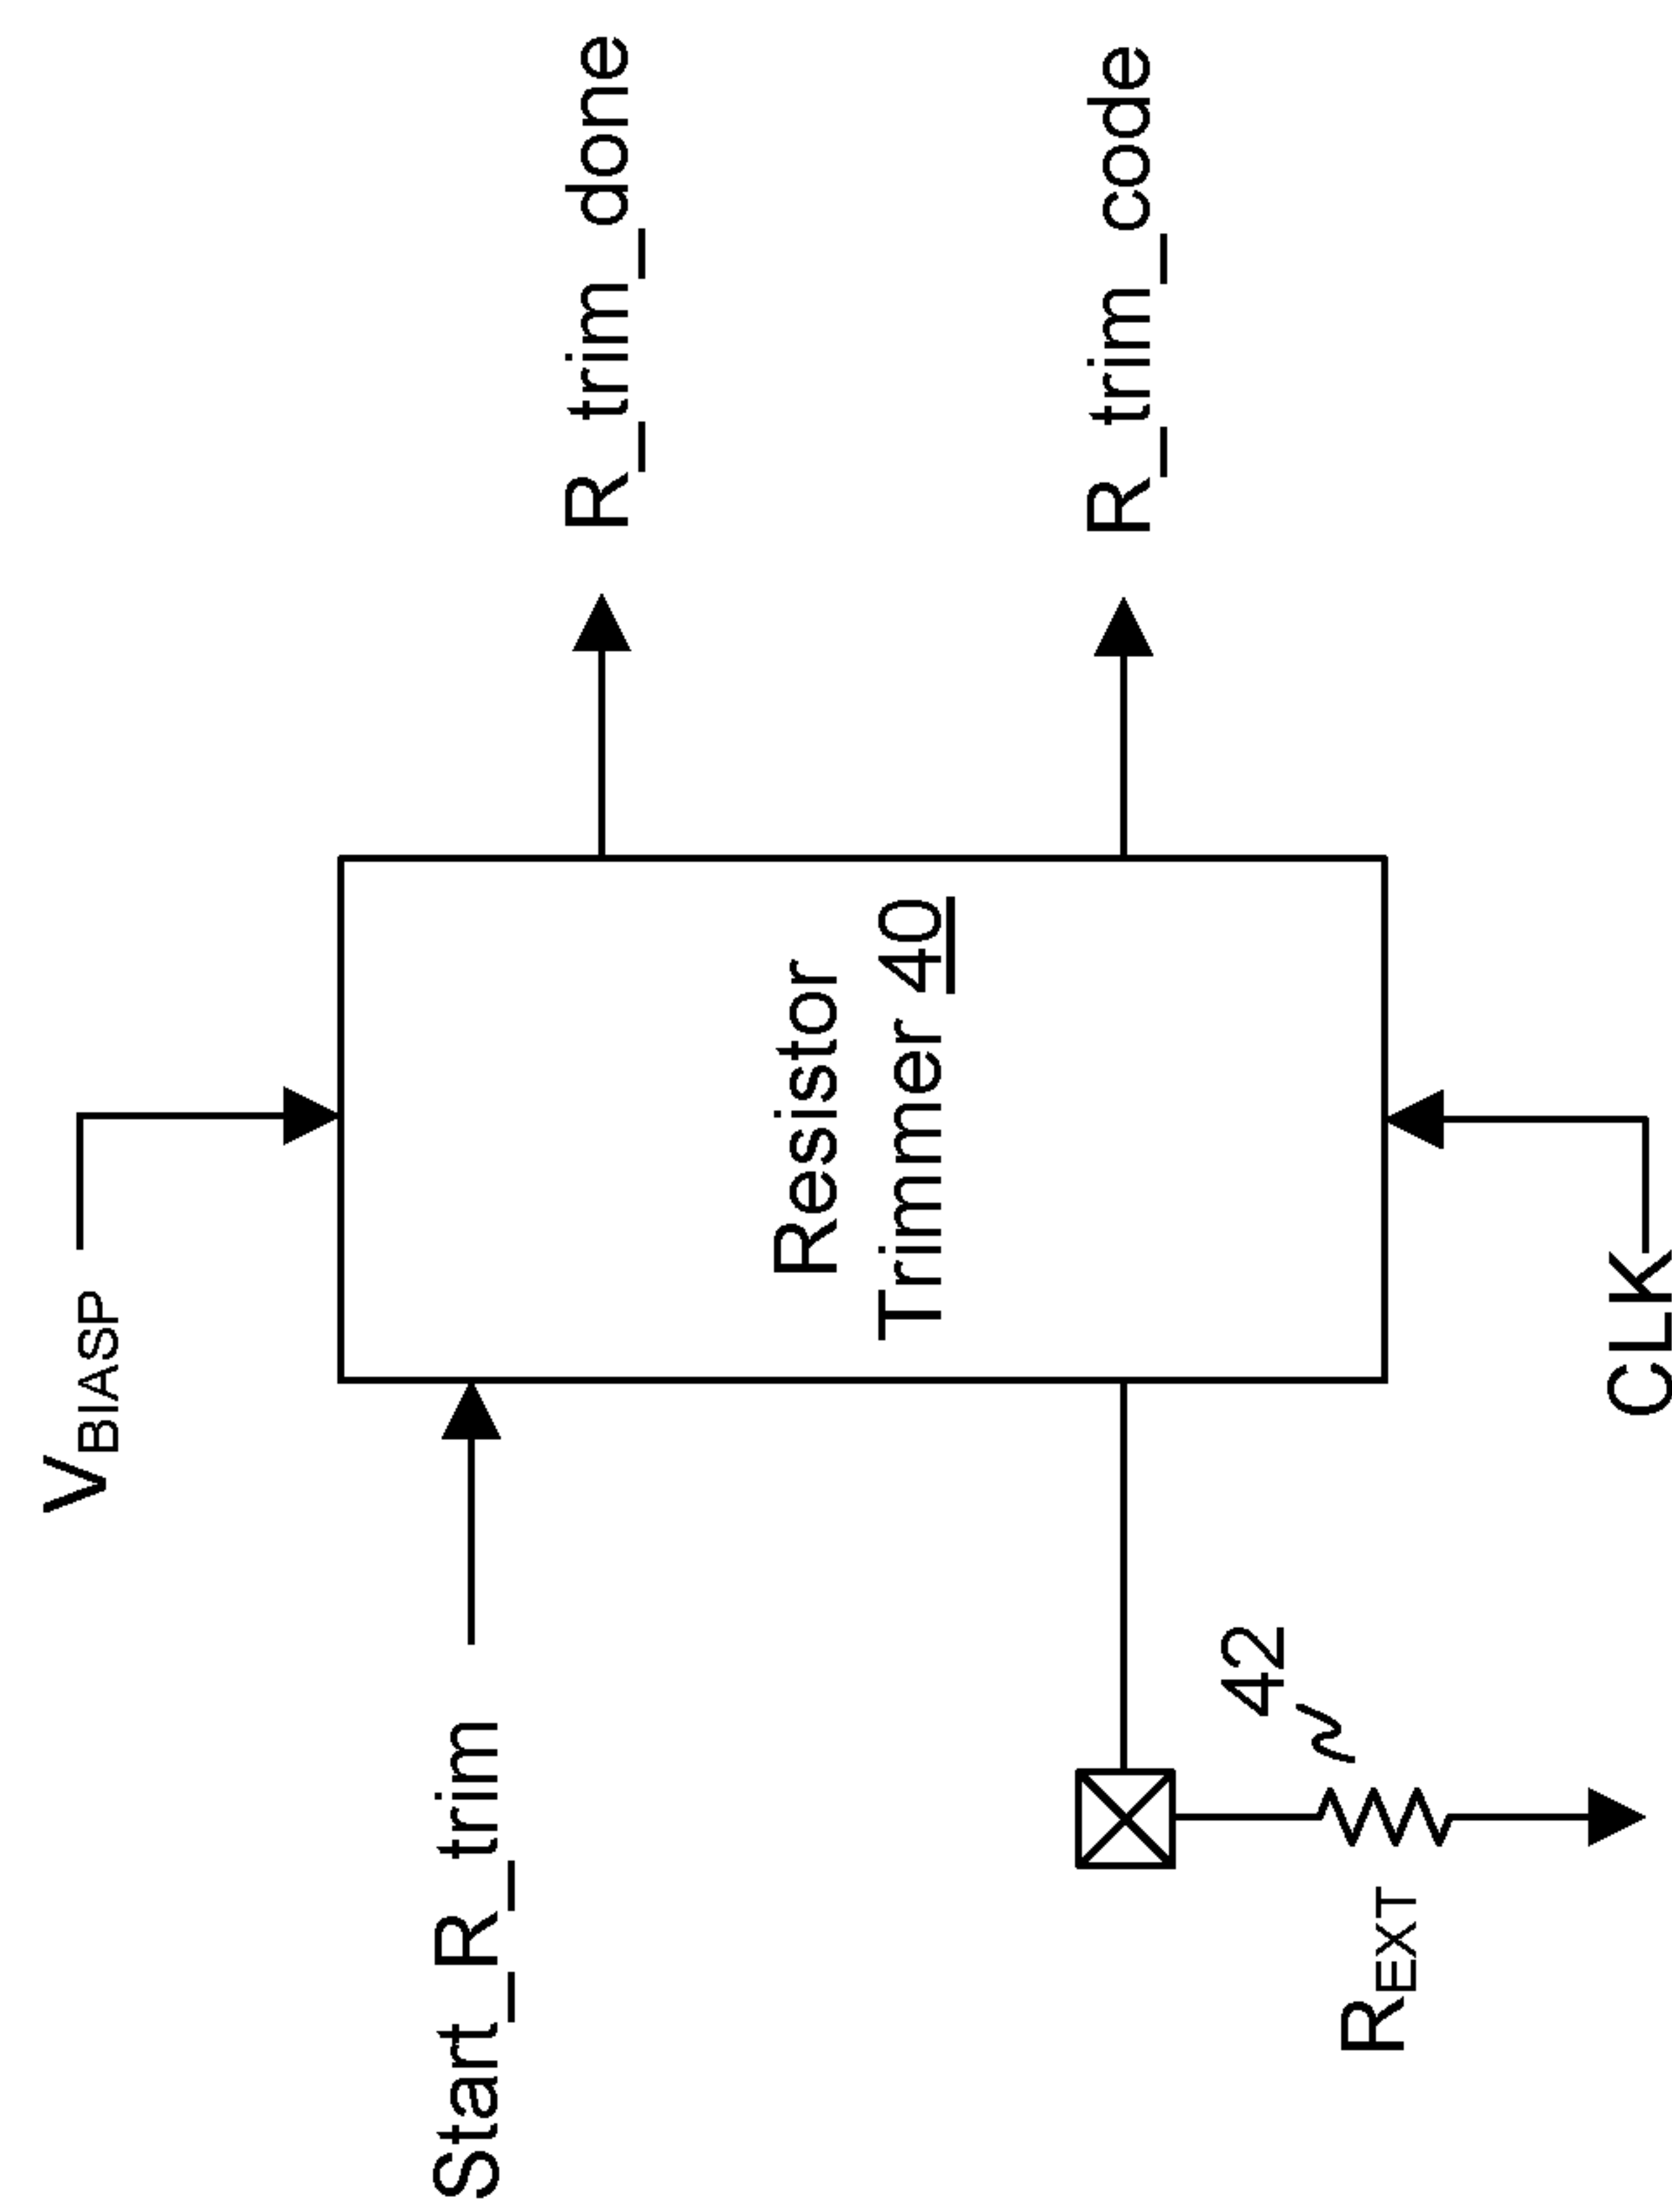 V_BIASP
Start_R_trim
R_trim_done
Resistor
Trimmer 40
R_trim_code
42
R_EXT
CLK